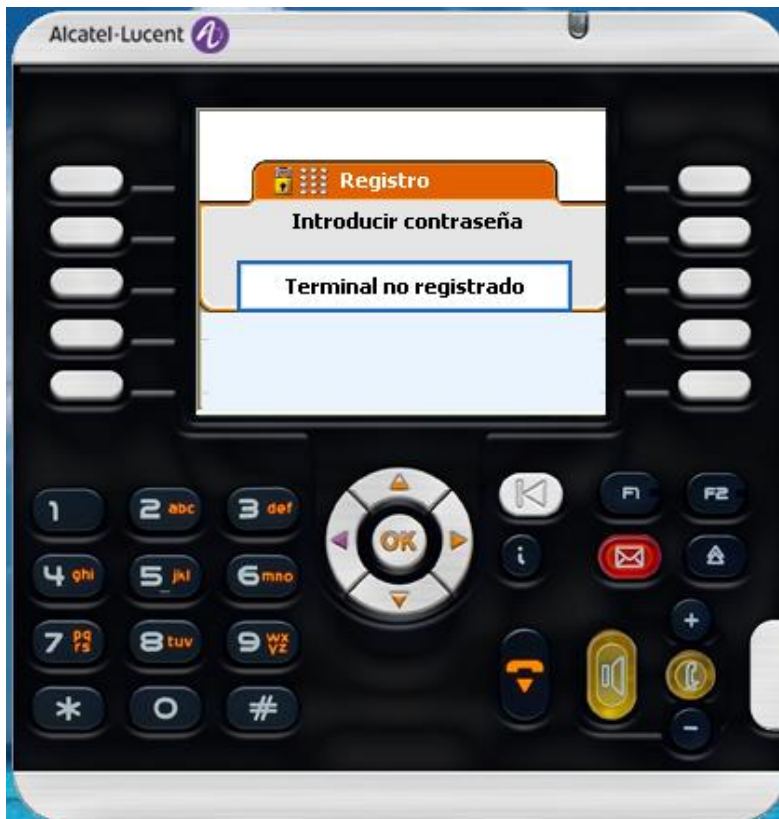 Alcatel·Lucent
Registro
Introducir contraseña
Terminal no registrado
1
2 abc
3 def
F1
F2
OK
i
4 ghi
5 jkl
6 mno
7 pqrs
8 tuv
9 wxyz
+
* 0 #
-